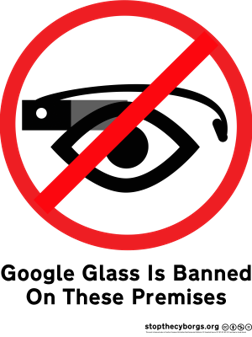 Google Glass Is Banned
On These Premises
stopthecyborgs.org